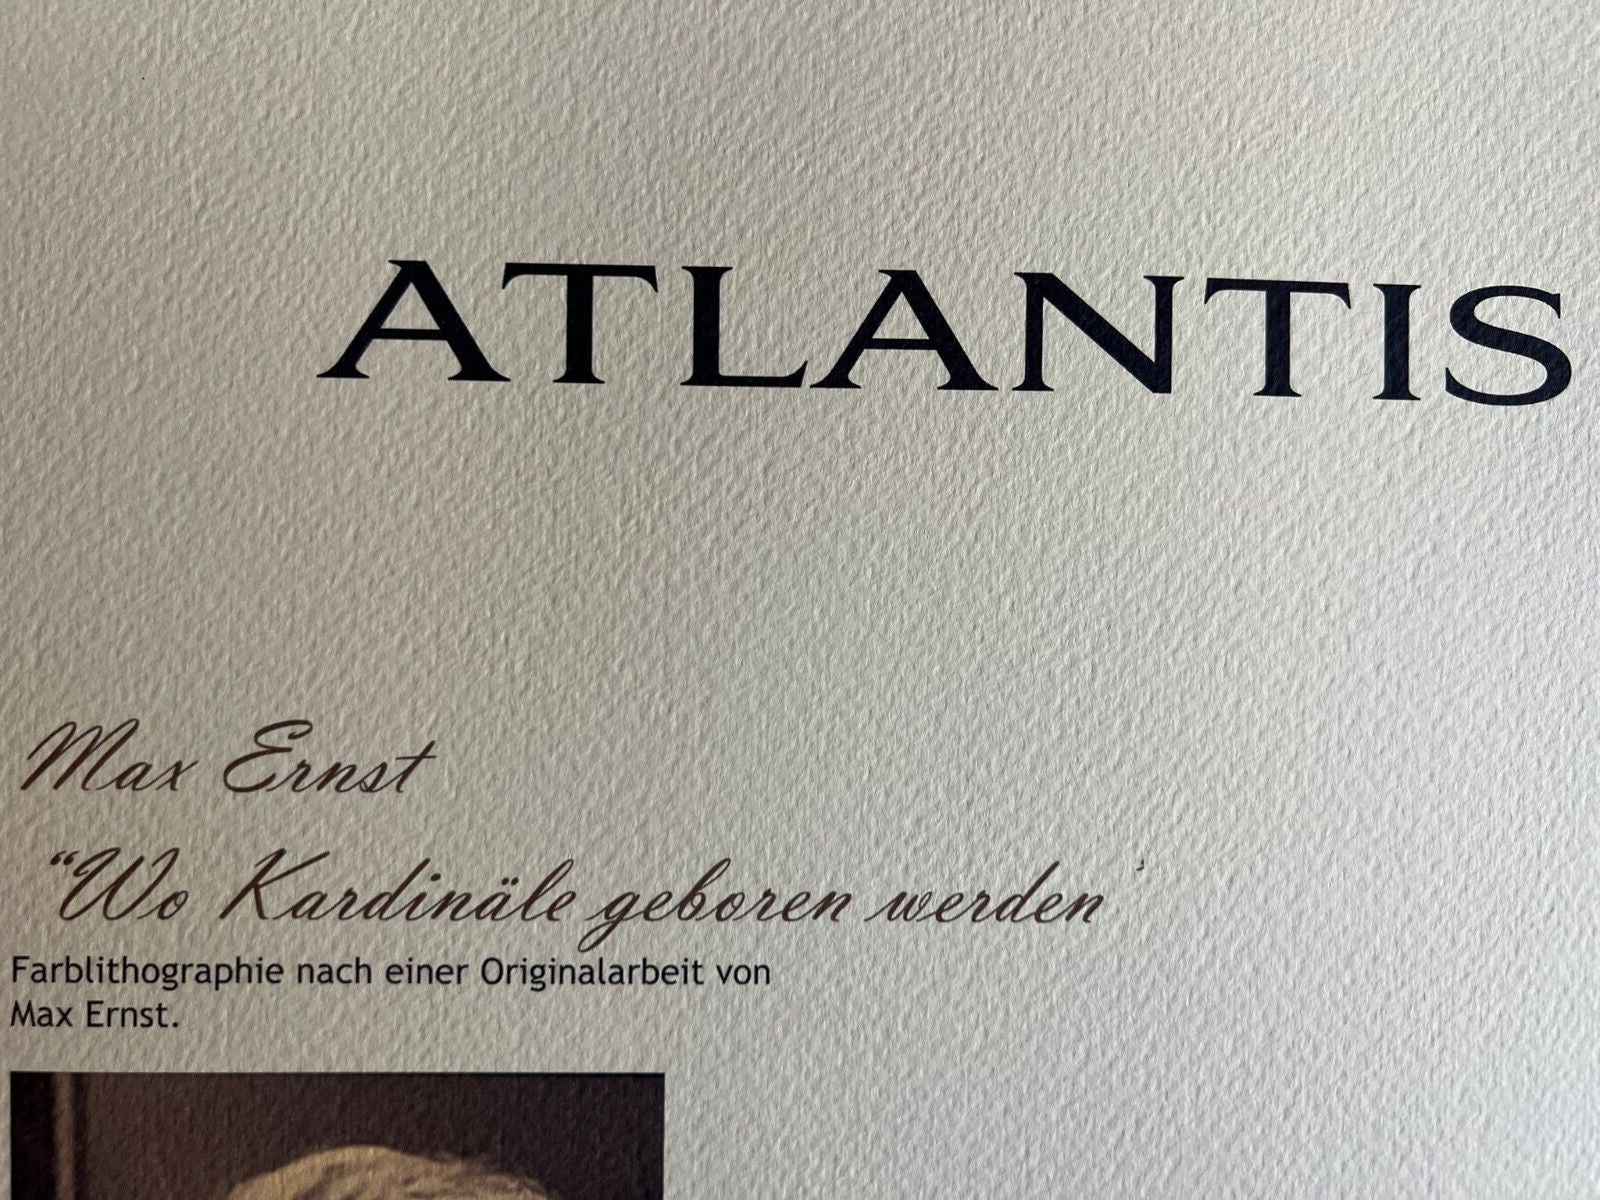 ATLANTIS
Max Ernst
“Wo Kardinäle geboren werden’
Farblithographie nach einer Originalarbeit von
Max Ernst.